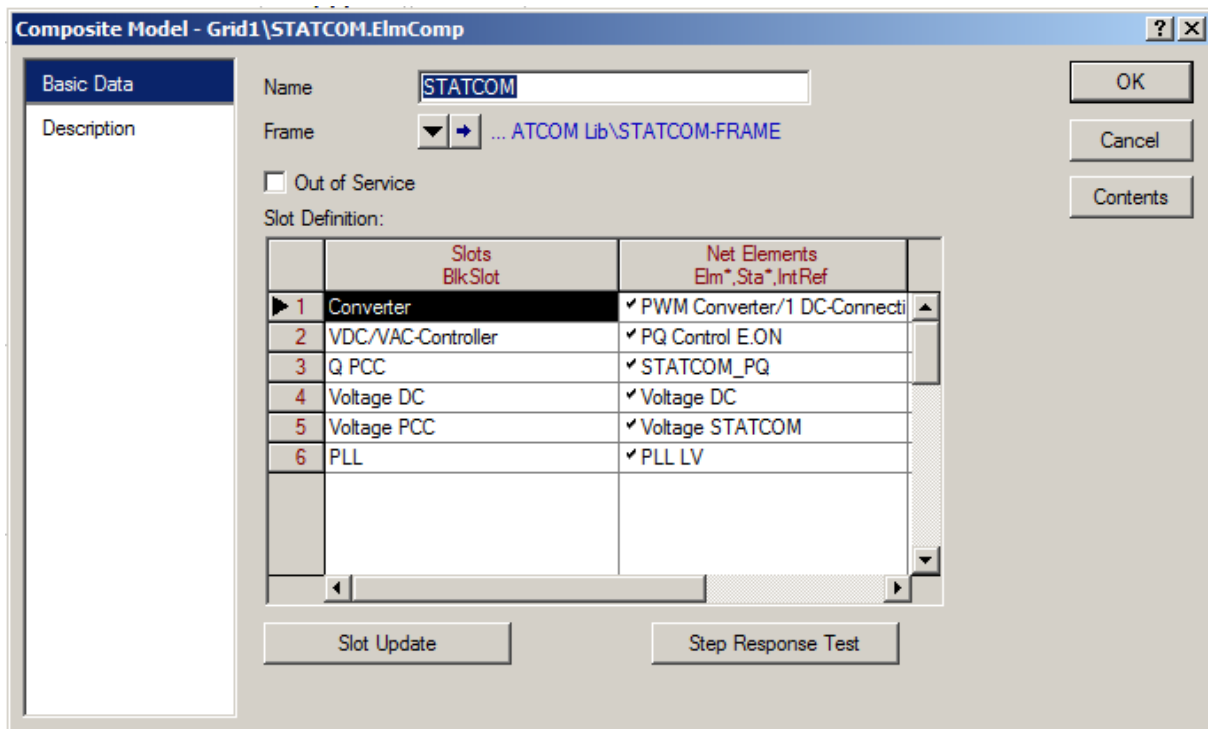 Composite Model - Grid1\STATCOM.ElmComp
Basic Data
Description
Name STATCOM
Frame ... ATCOM Lib\STATCOM-FRAME
Out of Service
Slot Definition:
Slots Net Elements
BlkSlot Elm*,Sta*,IntRef
1 Converter PWM Converter/1 DC-Connecti
2 VDC/VAC-Controller PQ Control E.ON
3 Q PCC STATCOM_PQ
4 Voltage DC Voltage DC
5 Voltage PCC Voltage STATCOM
6 PLL PLL LV
Slot Update Step Response Test
OK
Cancel
Contents